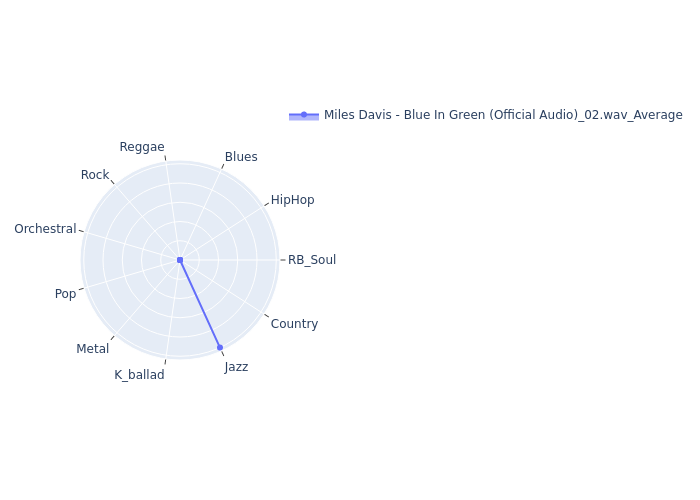 Miles Davis - Blue In Green (Official Audio)_02.wav_Average
Reggae
Blues
Rock
HipHop
Orchestral
RB_Soul
Pop
Country
Metal
Jazz
K_ballad